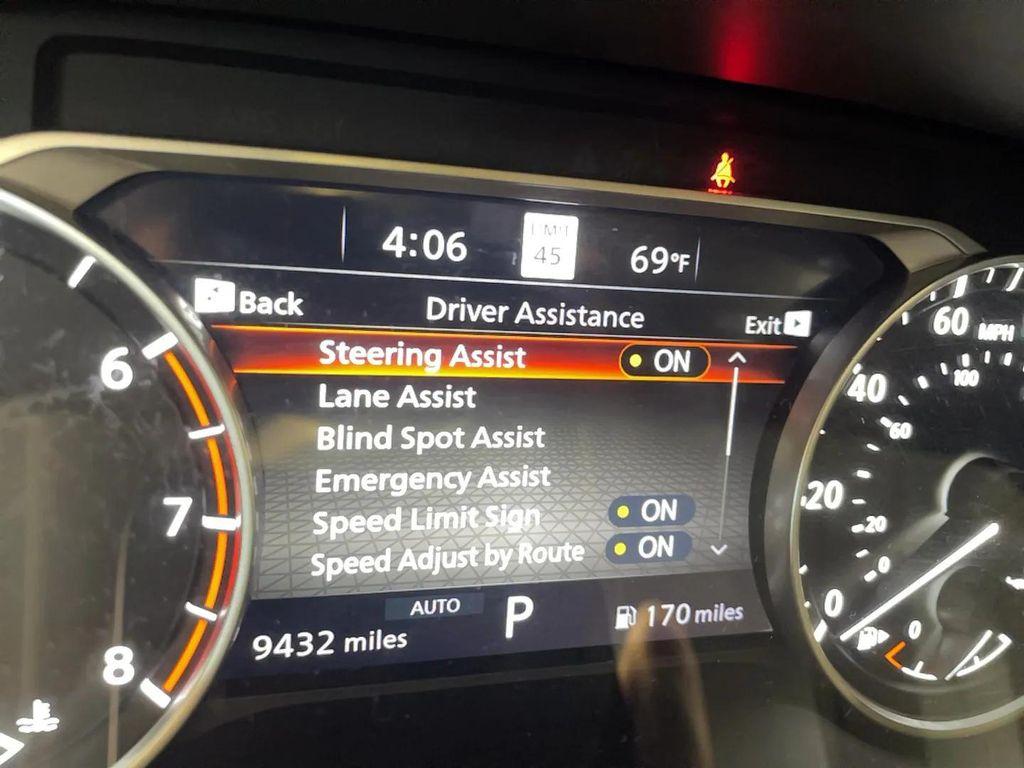 4:06
LIMIT
45
69°F
Back
Driver Assistance
Exit
Steering Assist ON
Lane Assist
Blind Spot Assist
Emergency Assist
Speed Limit Sign ON
Speed Adjust by Route ON
AUTO
P
170 miles
9432 miles
6
7
8
60
MPH
100
40
60
20
20
0
0
0